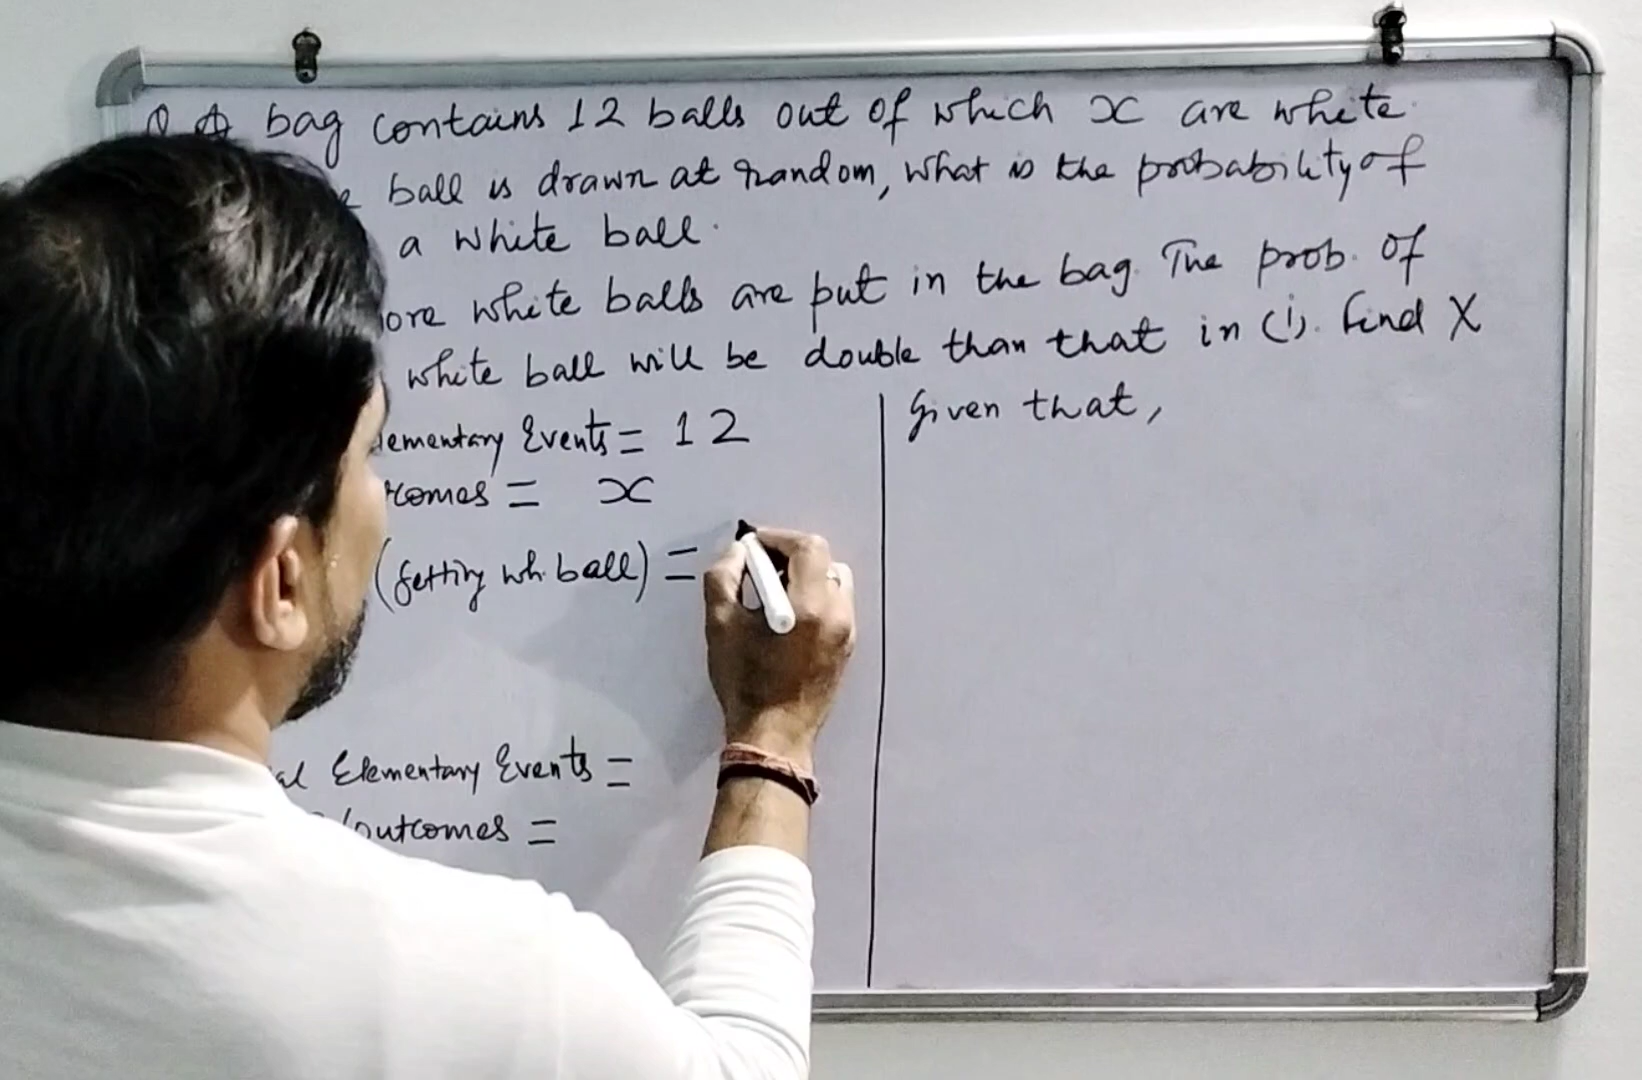 Q A bag contains 12 balls out of which x are white.
ball is drawn at random, what is the probability of
a white ball.
ore white balls are put in the bag. The prob. of
white ball will be double than that in (i). Find X
lementary Events = 12
comes = x
(Getting wh. ball) =
al Elementary Events =
/outcomes =
Given that,